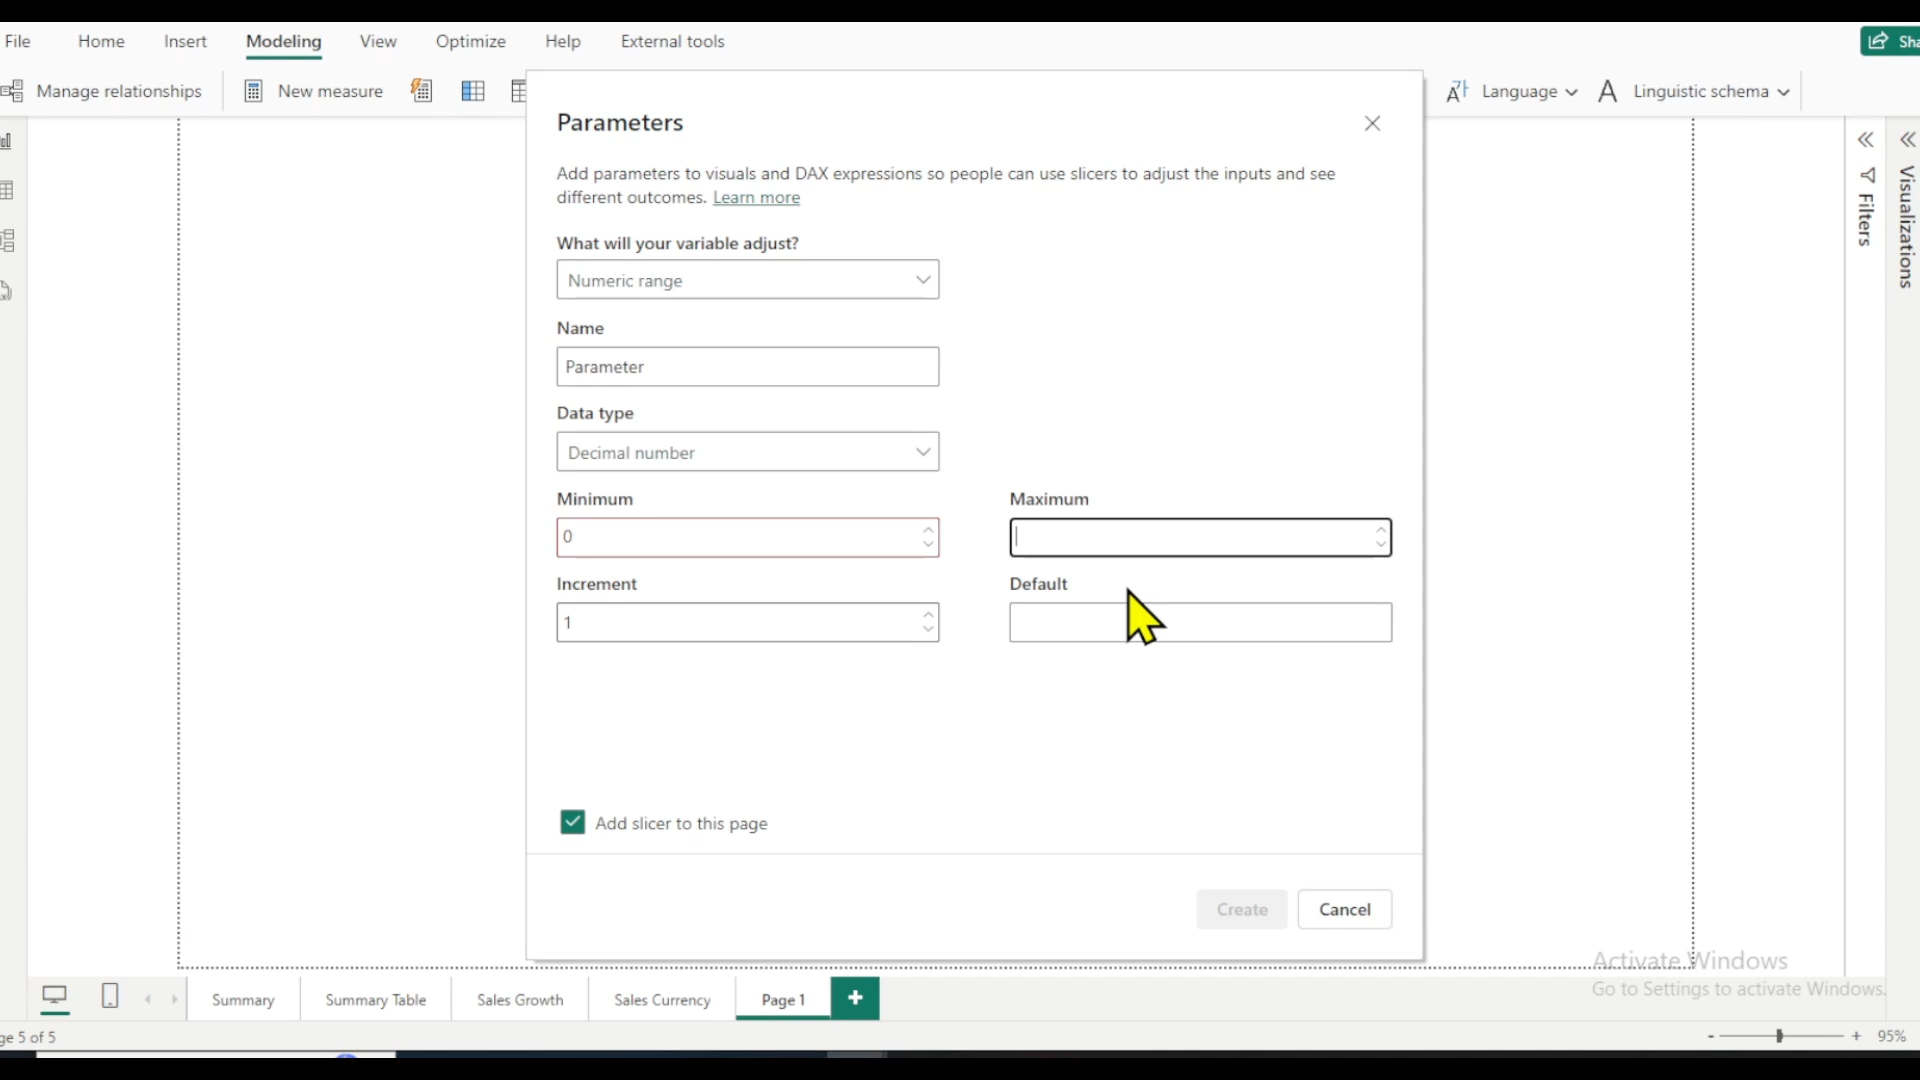 File Home Insert Modeling View Optimize Help External tools
Manage relationships New measure Language Linguistic schema
Parameters
Add parameters to visuals and DAX expressions so people can use slicers to adjust the inputs and see
different outcomes. Learn more
What will your variable adjust?
Numeric range
Name
Parameter
Data type
Decimal number
Minimum Maximum
0
Increment Default
1
Add slicer to this page
Create Cancel
Filters
Visualizations
Activate Windows
Go to Settings to activate Windows.
Summary Summary Table Sales Growth Sales Currency Page 1
5 of 5
95%